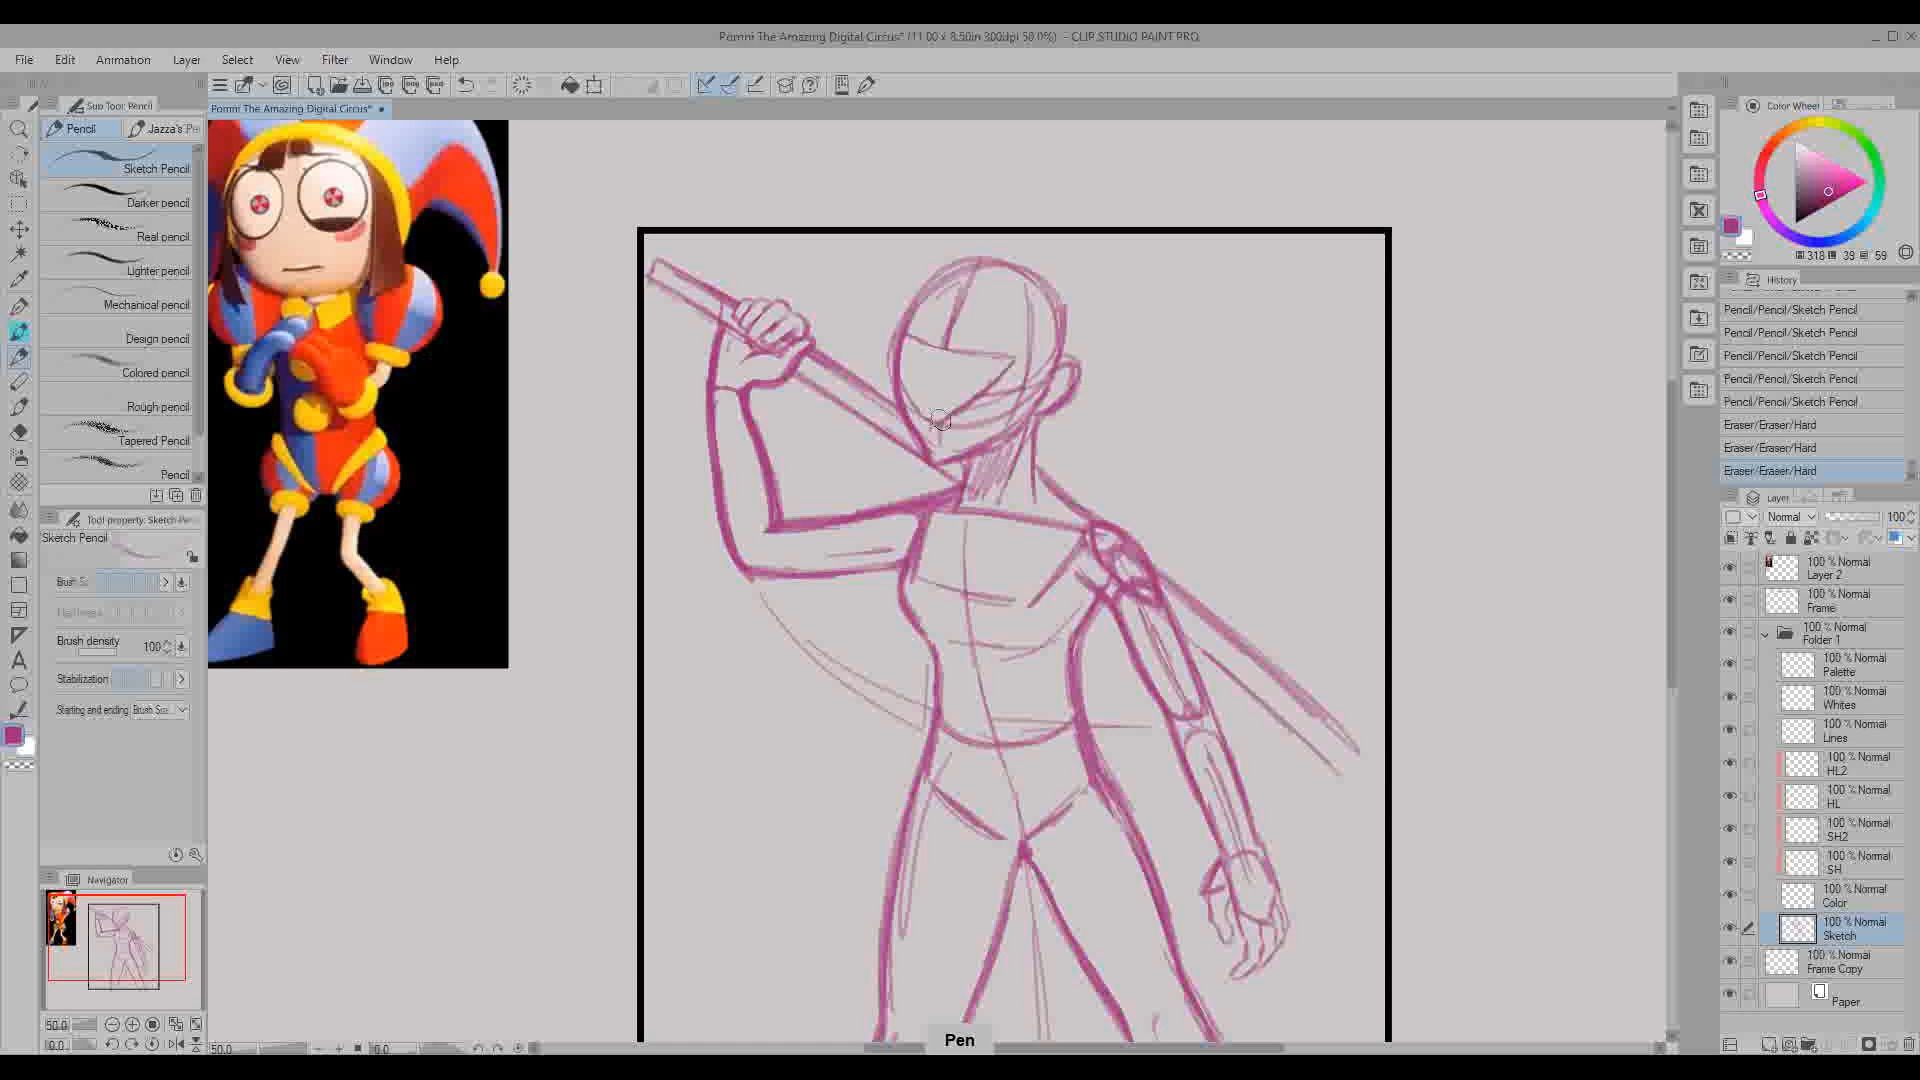 Pomni The Amazing Digital Circus* (11.00 x 8.50in 300dpi 50.0%) - CLIP STUDIO PAINT PRO
File Edit Animation Layer Select View Filter Window Help
Sub Tool: Pencil
Pomni The Amazing Digital Circus*
Color Wheel
Pencil
Jazza's Pe
Sketch Pencil
Darker pencil
Real pencil
Lighter pencil
Mechanical pencil
Design pencil
Colored pencil
Rough pencil
Tapered Pencil
Pencil
318 39 59
History
Pencil/Pencil/Sketch Pencil
Pencil/Pencil/Sketch Pencil
Pencil/Pencil/Sketch Pencil
Pencil/Pencil/Sketch Pencil
Pencil/Pencil/Sketch Pencil
Eraser/Eraser/Hard
Eraser/Eraser/Hard
Eraser/Eraser/Hard
Tool property: Sketch Pen
Sketch Pencil
Brush density 100
Stabilization
Starting and ending Brush Size
Layer
Normal 100
100 % Normal
Layer 2
100 % Normal
Frame
100 % Normal
Folder 1
100 % Normal
Palette
100 % Normal
Whites
100 % Normal
Lines
100 % Normal
HL2
100 % Normal
HL
100 % Normal
SH2
100 % Normal
SH
100 % Normal
Color
100 % Normal
Sketch
100 % Normal
Frame Copy
Paper
Navigator
50.0
0.0
50.0 0.0
Pen